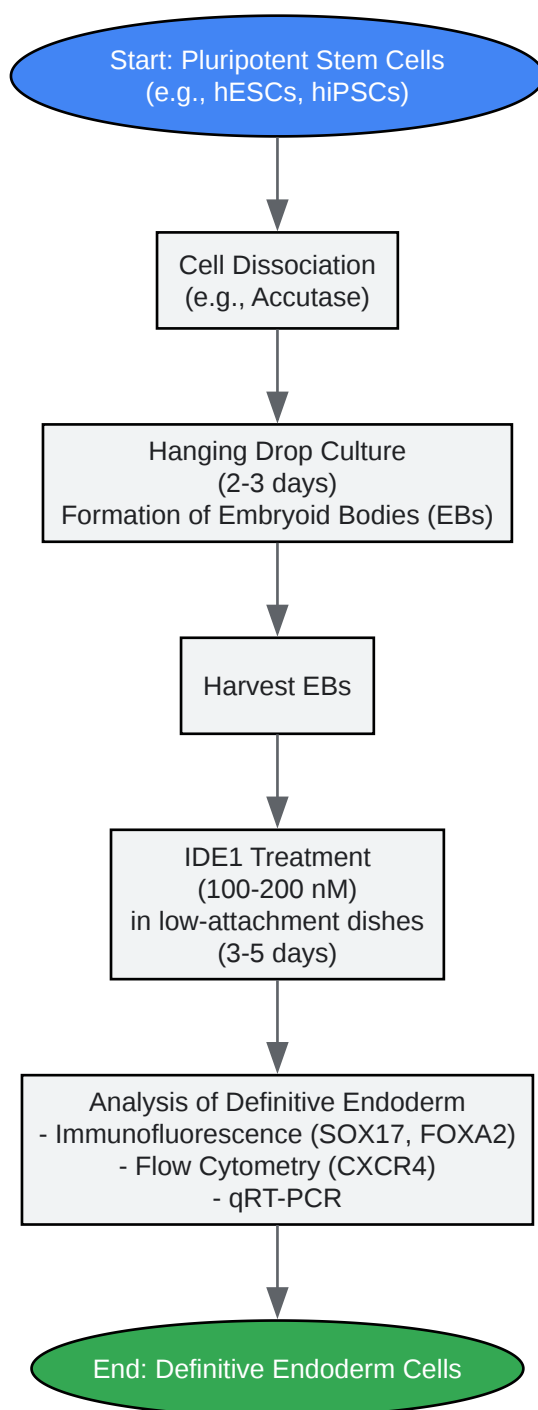 Start: Pluripotent Stem Cells
(e.g., hESCs, hiPSCs)
Cell Dissociation
(e.g., Accutase)
Hanging Drop Culture
(2-3 days)
Formation of Embryoid Bodies (EBs)
Harvest EBs
IDE1 Treatment
(100-200 nM)
in low-attachment dishes
(3-5 days)
Analysis of Definitive Endoderm
- Immunofluorescence (SOX17, FOXA2)
- Flow Cytometry (CXCR4)
- qRT-PCR
End: Definitive Endoderm Cells